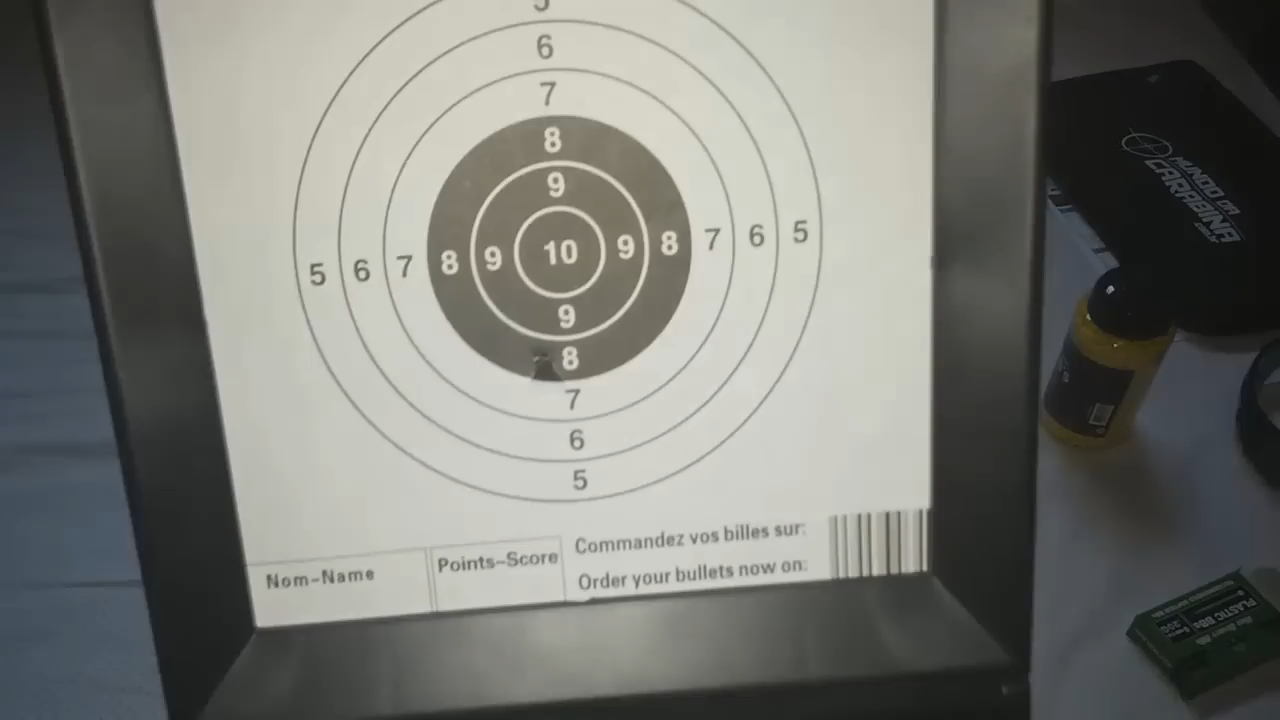 5
6
7
8
9
5 6 7 8 9 10 9 8 7 6 5
9
8
7
6
5
Nom-Name
Points-Score
Commandez vos billes sur:
Order your bullets now on:
MUNDO DA
CARABINA
PLASTIC BBs